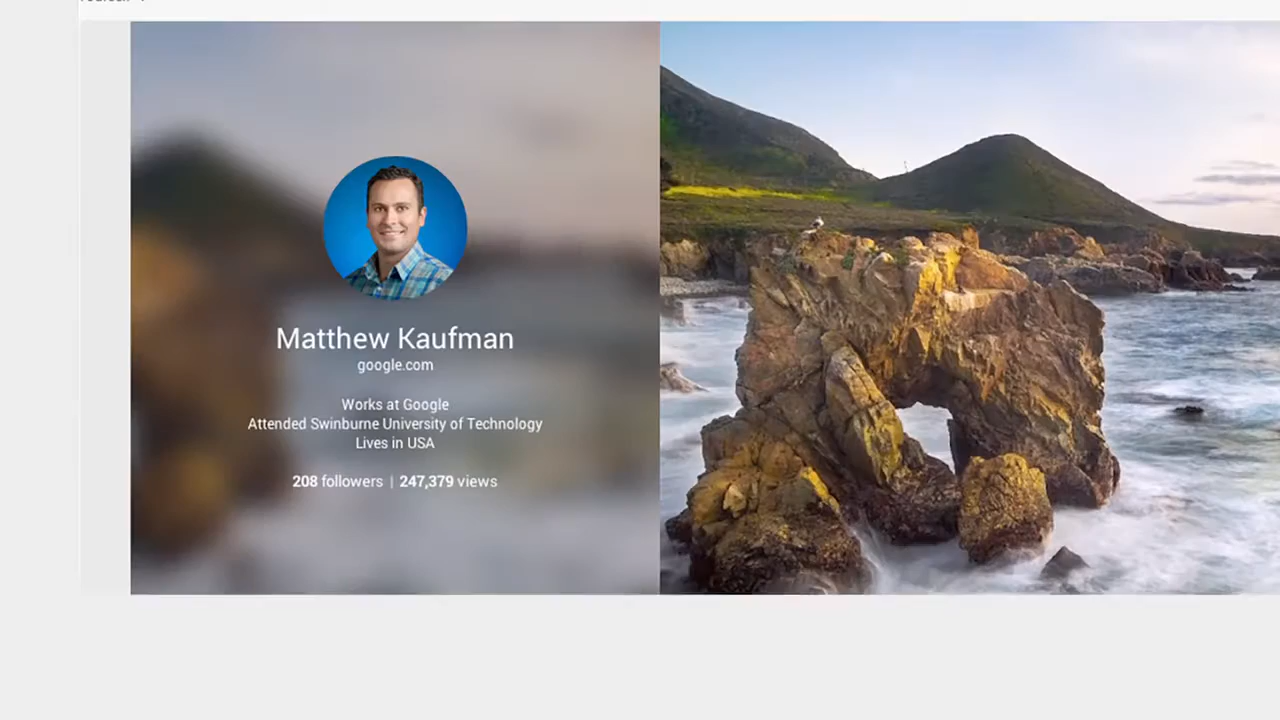 Matthew Kaufman
google.com
Works at Google
Attended Swinburne University of Technology
Lives in USA
208 followers | 247,379 views